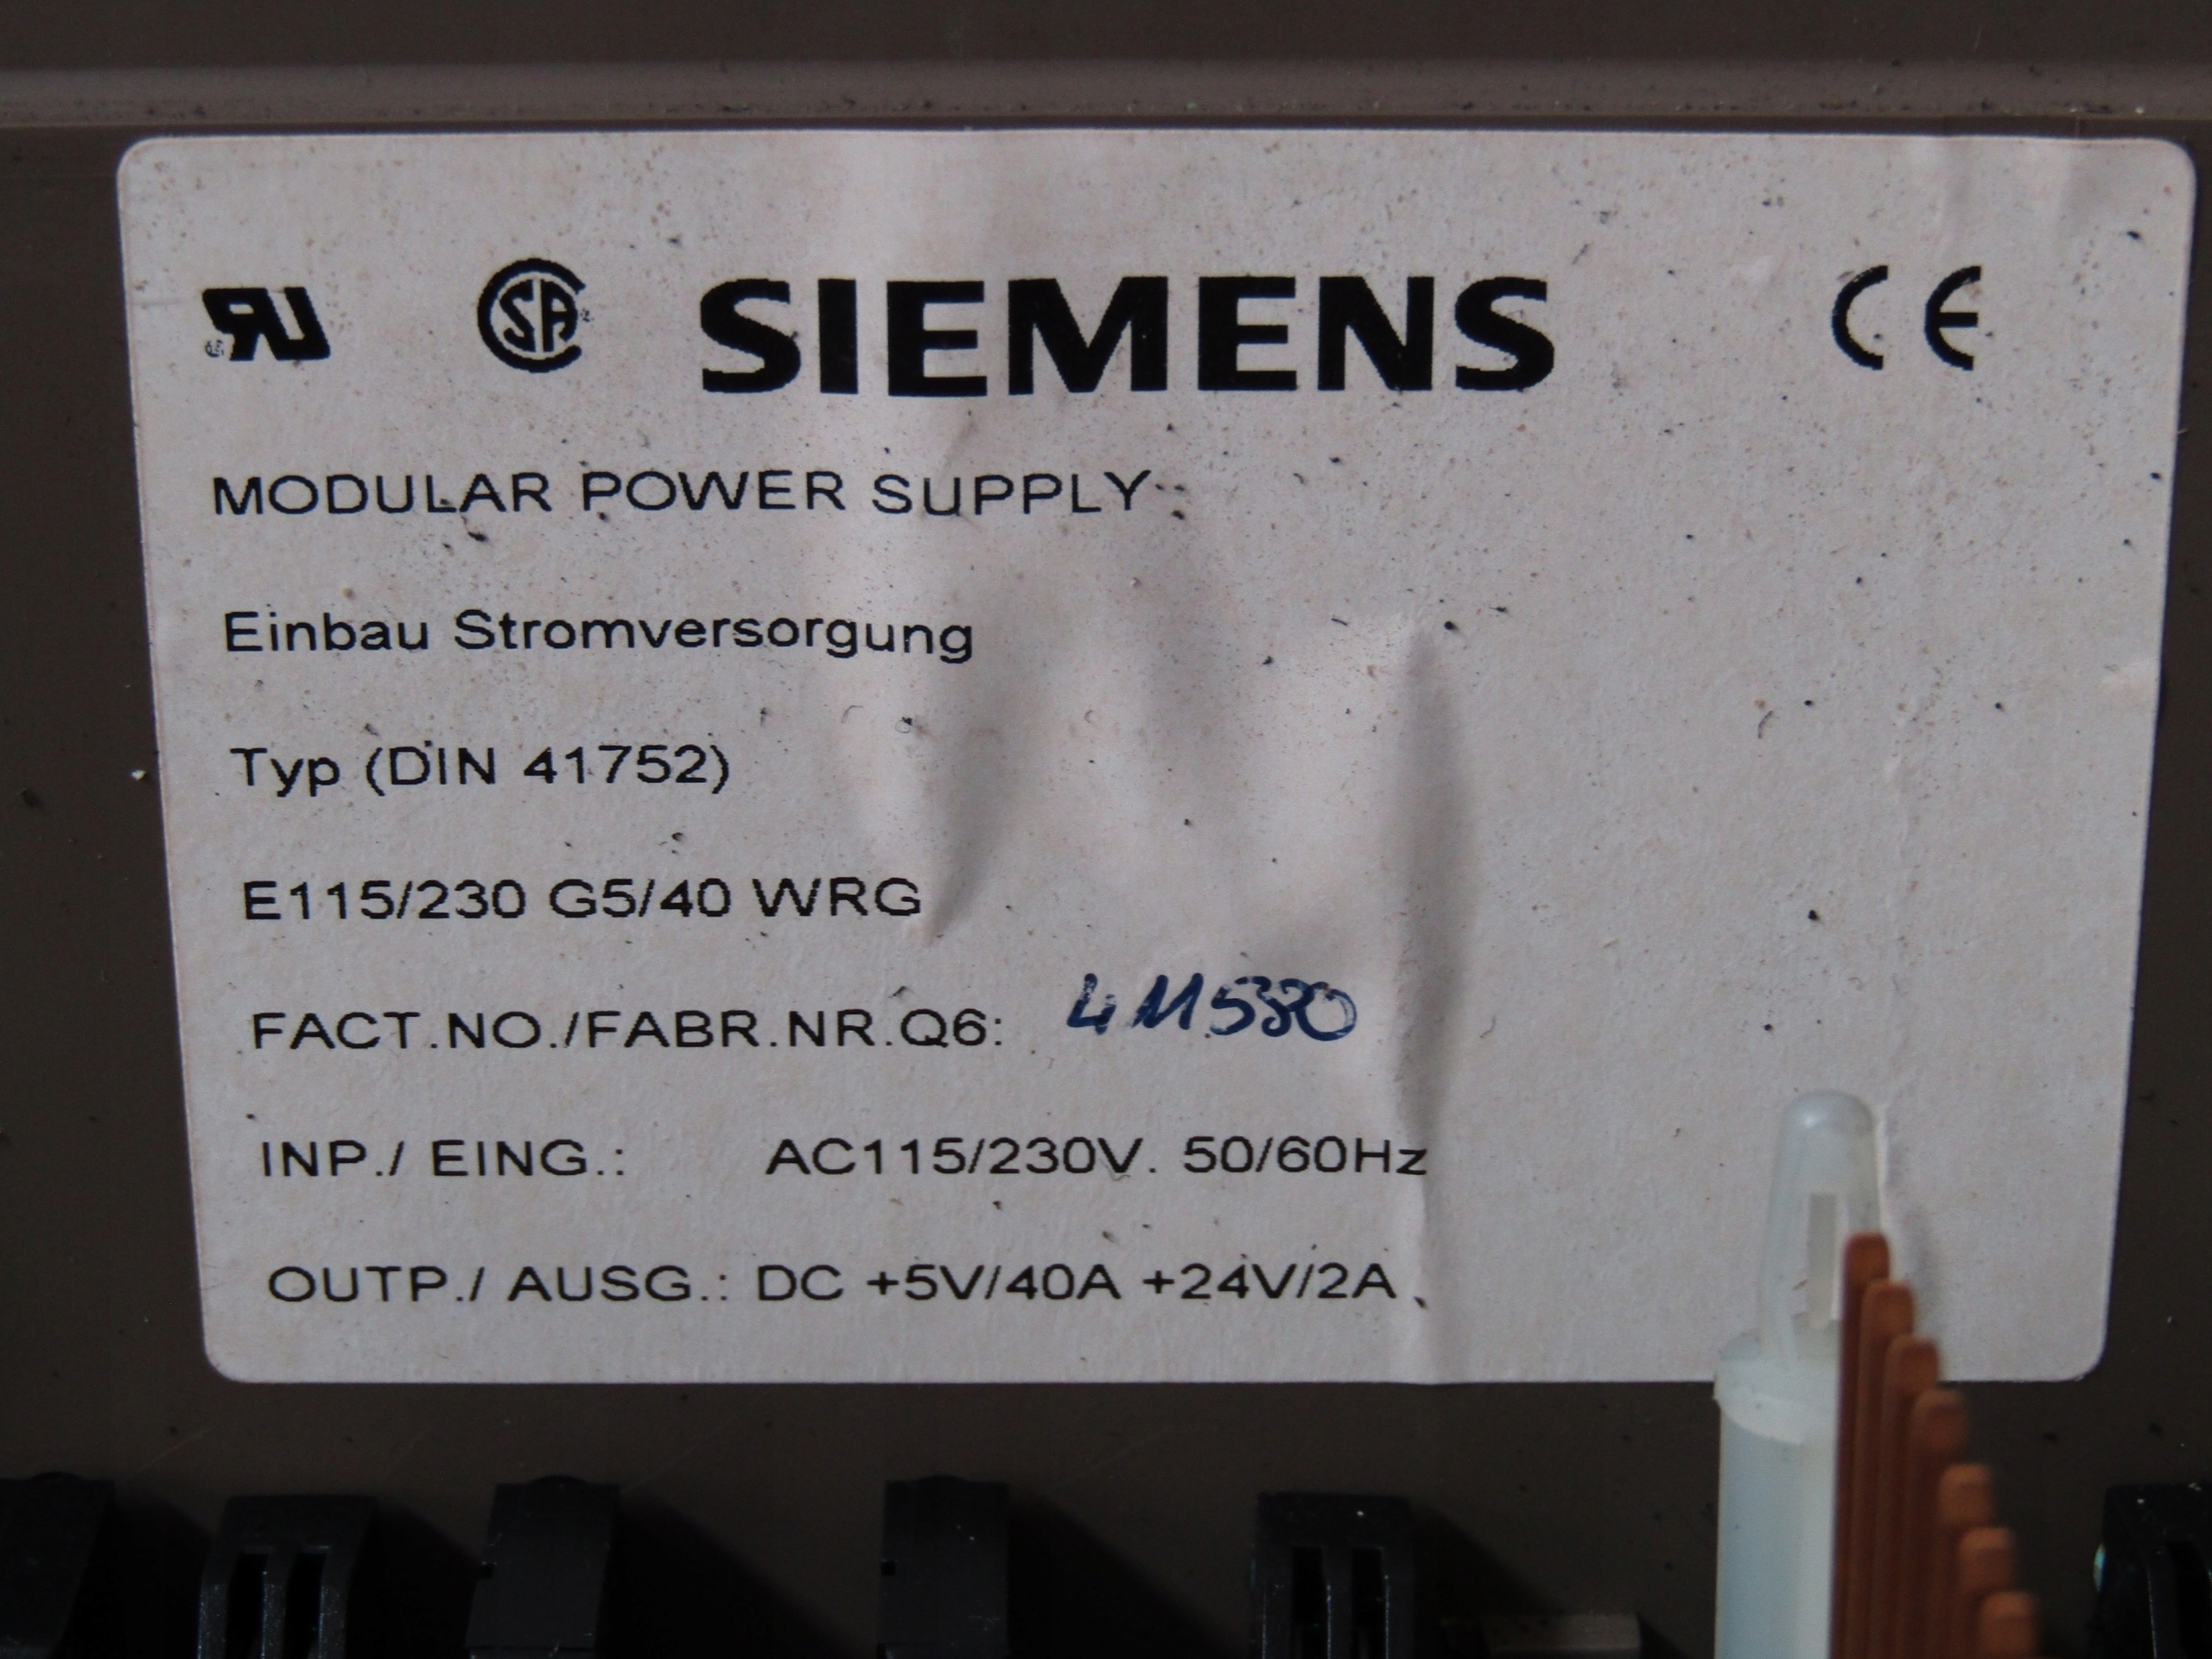 SIEMENS
MODULAR POWER SUPPLY
Einbau Stromversorgung
Typ (DIN 41752)
E115/230 G5/40 WRG
FACT.NO./FABR.NR.Q6: 411580
INP./ EING.: AC115/230V. 50/60Hz
OUTP./ AUSG.: DC +5V/40A +24V/2A